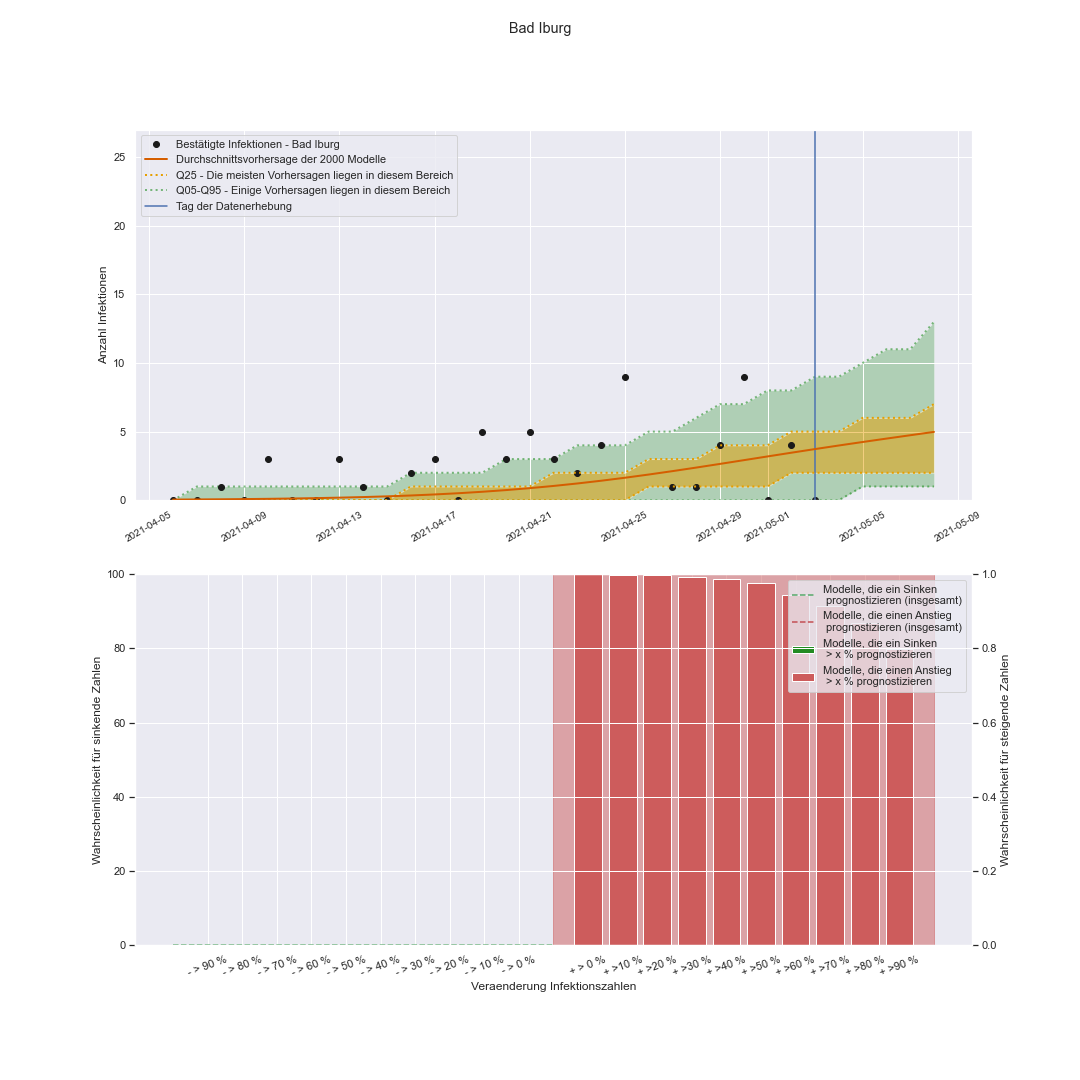 Bad Iburg
Bestätigte Infektionen - Bad Iburg
Durchschnittsvorhersage der 2000 Modelle
Q25 - Die meisten Vorhersagen liegen in diesem Bereich
Q05-Q95 - Einige Vorhersagen liegen in diesem Bereich
Tag der Datenerhebung
Anzahl Infektionen
25
20
15
10
5
0
2021-04-05
2021-04-09
2021-04-13
2021-04-17
2021-04-21
2021-04-25
2021-04-29
2021-05-01
2021-05-05
2021-05-09
Modelle, die ein Sinken
prognostizieren (insgesamt)
Modelle, die einen Anstieg
prognostizieren (insgesamt)
Modelle, die ein Sinken
> x % prognostizieren
Modelle, die einen Anstieg
> x % prognostizieren
Wahrscheinlichkeit für sinkende Zahlen
100
80
60
40
20
0
1.0
0.8
0.6
0.4
0.2
0.0
Wahrscheinlichkeit für steigende Zahlen
- > 90 %
- > 80 %
- > 70 %
- > 60 %
- > 50 %
- > 40 %
- > 30 %
- > 20 %
- > 10 %
- > 0 %
+ > 0 %
+ >10 %
+ >20 %
+ >30 %
+ >40 %
+ >50 %
+ >60 %
+ >70 %
+ >80 %
+ >90 %
Veraenderung Infektionszahlen